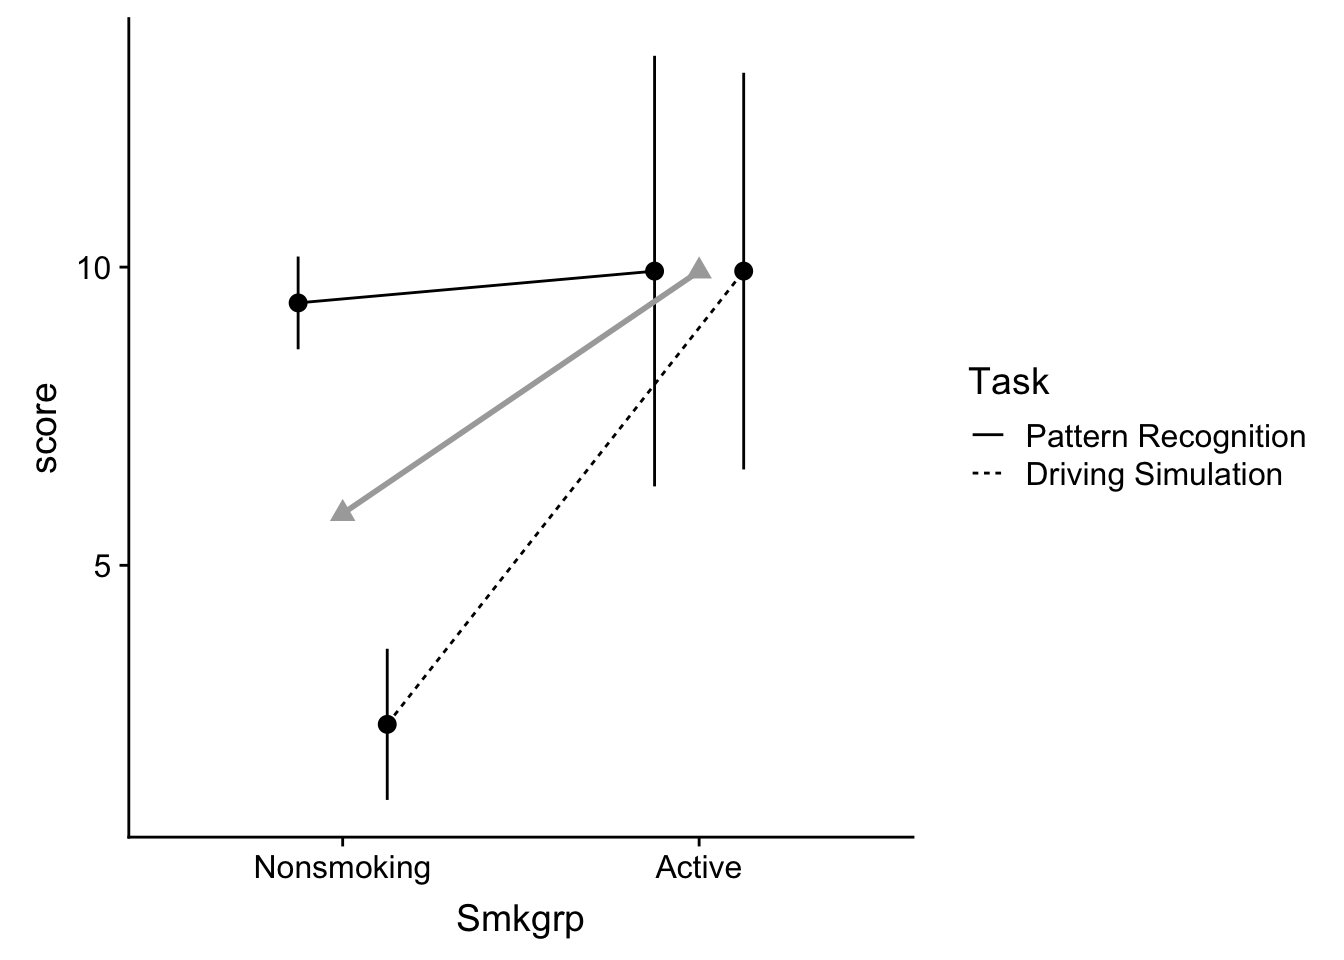 10
5
score
Nonsmoking
Active
Smkgrp
Task
Pattern Recognition
Driving Simulation